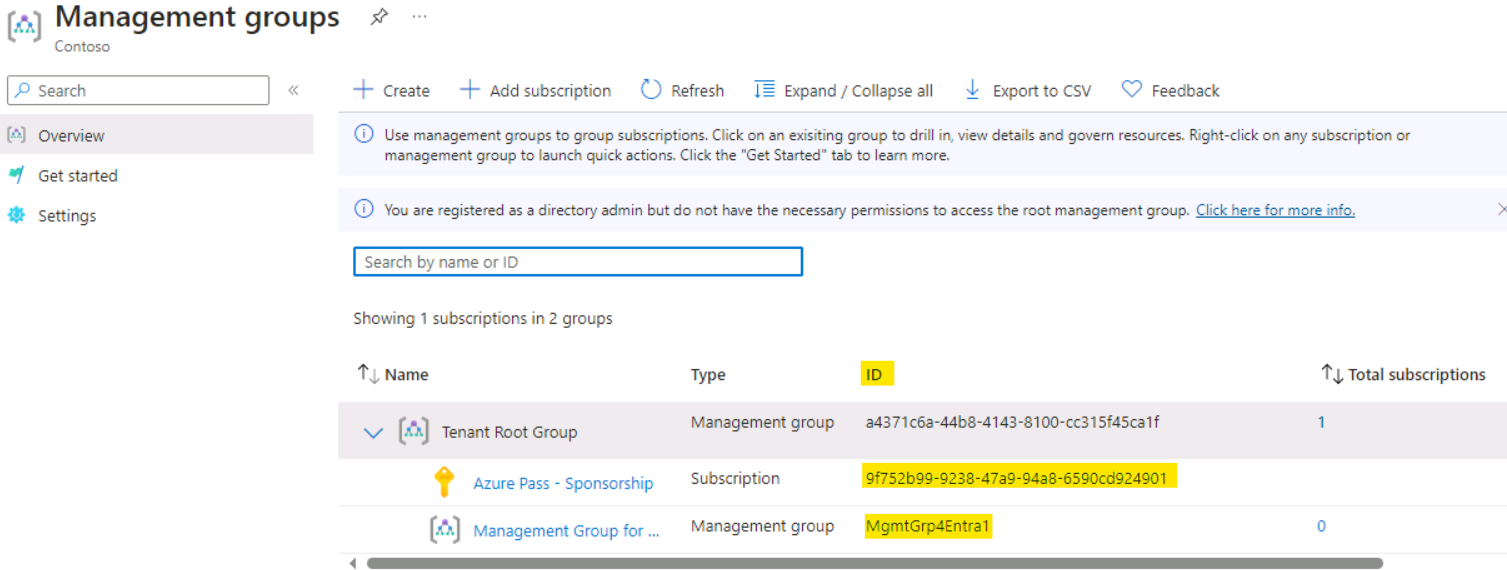 Management groups
Contoso
Search
Create
Add subscription
Refresh
Expand / Collapse all
Export to CSV
Feedback
Overview
Get started
Settings
Use management groups to group subscriptions. Click on an exisiting group to drill in, view details and govern resources. Right-click on any subscription or
management group to launch quick actions. Click the "Get Started" tab to learn more.
You are registered as a directory admin but do not have the necessary permissions to access the root management group. Click here for more info.
Search by name or ID
Showing 1 subscriptions in 2 groups
Name Type ID Total subscriptions
Tenant Root Group Management group a4371c6a-44b8-4143-8100-cc315f45ca1f 1
Azure Pass - Sponsorship Subscription 9f752b99-9238-47a9-94a8-6590cd924901
Management Group for ... Management group MgmtGrp4Entra1 0